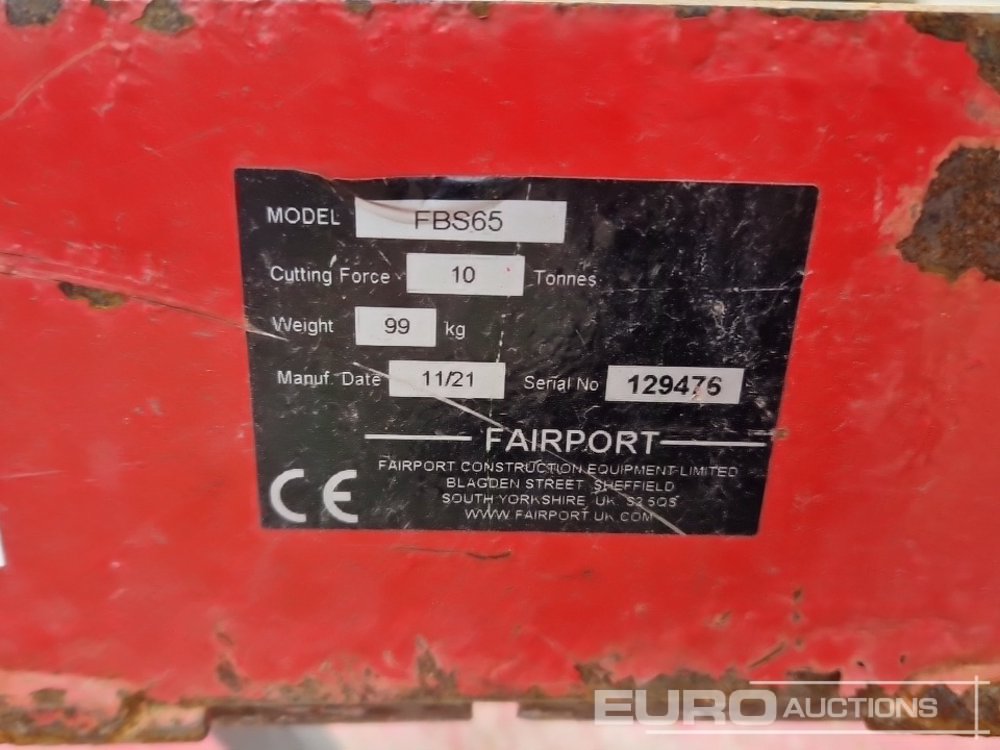 MODEL FBS65
Cutting Force 10 Tonnes
Weight 99 kg
Manuf. Date 11/21 Serial No 129476
FAIRPORT
FAIRPORT CONSTRUCTION EQUIPMENT LIMITED
BLAGDEN STREET SHEFFIELD
SOUTH YORKSHIRE, UK S2 5QS
WWW.FAIRPORT.UK.COM
CE
EURO AUCTIONS